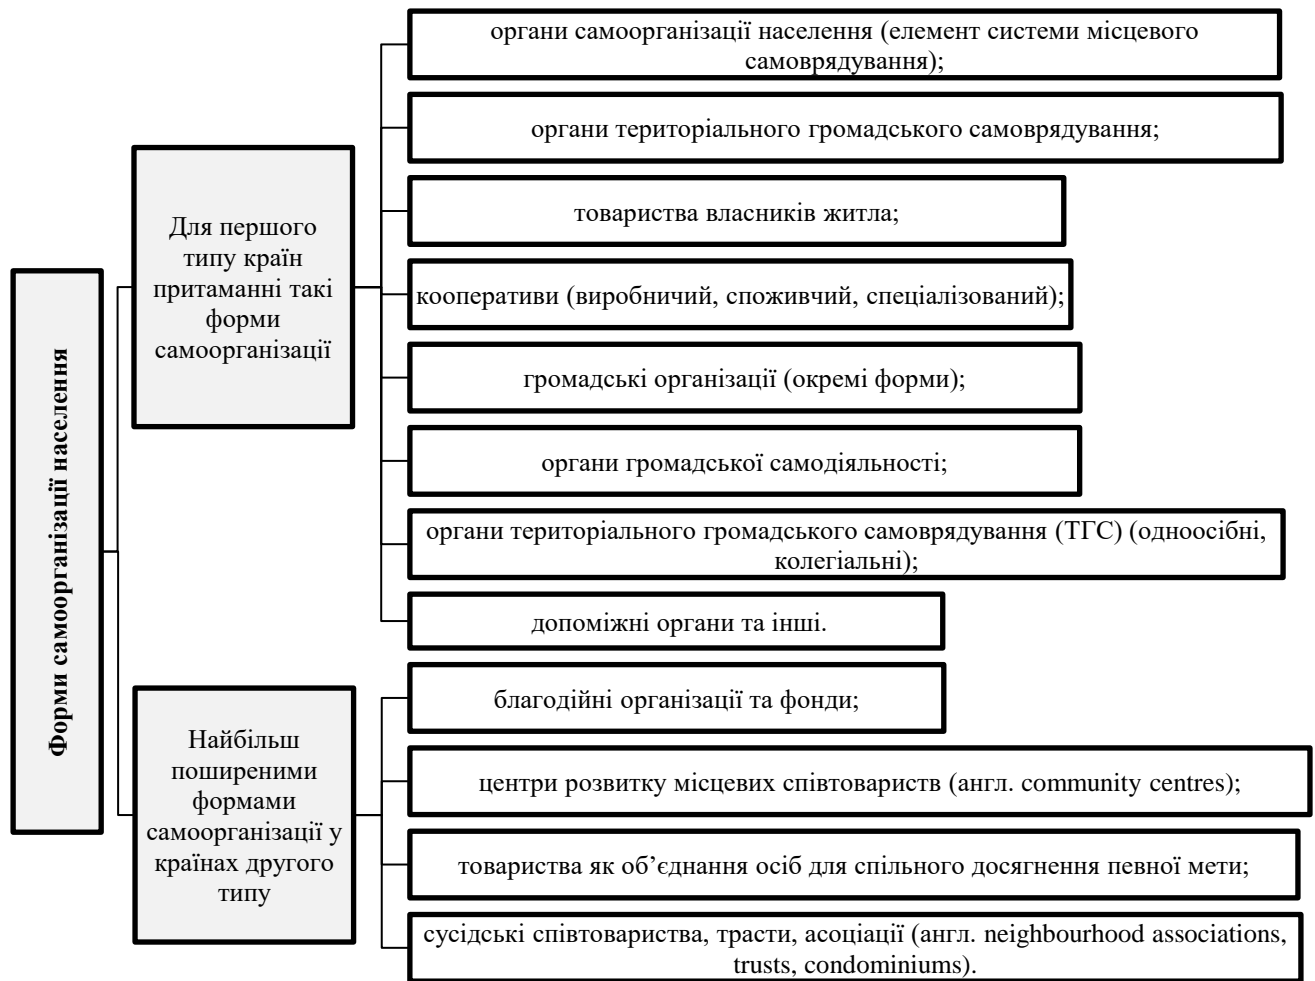 Форми самоорганізації населення
Для першого
типу країн
притаманні такі
форми
самоорганізації
органи самоорганізації населення (елемент системи місцевого
самоврядування);
органи територіального громадського самоврядування;
товариства власників житла;
кооперативи (виробничий, споживчий, спеціалізований);
громадські організації (окремі форми);
органи громадської самодіяльності;
органи територіального громадського самоврядування (ТГС) (одноосібні,
колегіальні);
допоміжні органи та інші.
Найбільш
поширеними
формами
самоорганізації у
країнах другого
типу
благодійні організації та фонди;
центри розвитку місцевих співтовариств (англ. community centres);
товариства як об’єднання осіб для спільного досягнення певної мети;
сусідські співтовариства, трасти, асоціації (англ. neighbourhood associations,
trusts, condominiums).